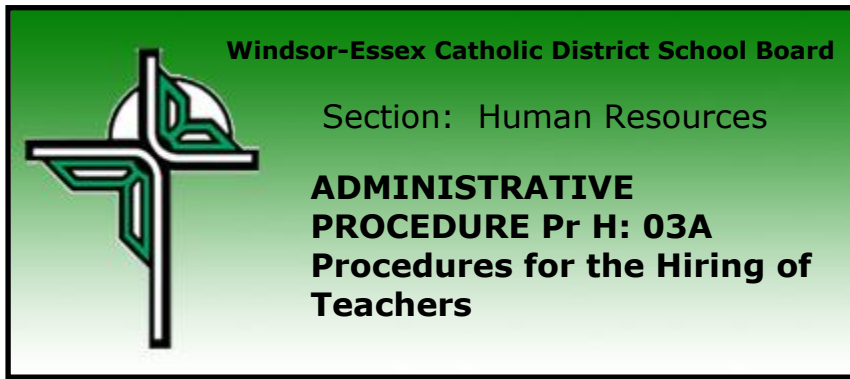 Windsor-Essex Catholic District School Board
Section: Human Resources
ADMINISTRATIVE
PROCEDURE Pr H: 03A
Procedures for the Hiring of
Teachers